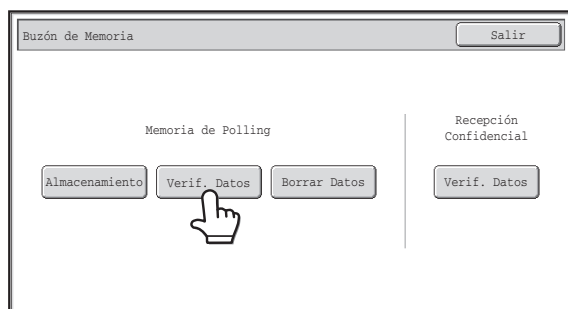 Buzón de Memoria
Salir
Memoria de Polling
Recepción
Confidencial
Almacenamiento
Verif. Datos
Borrar Datos
Verif. Datos